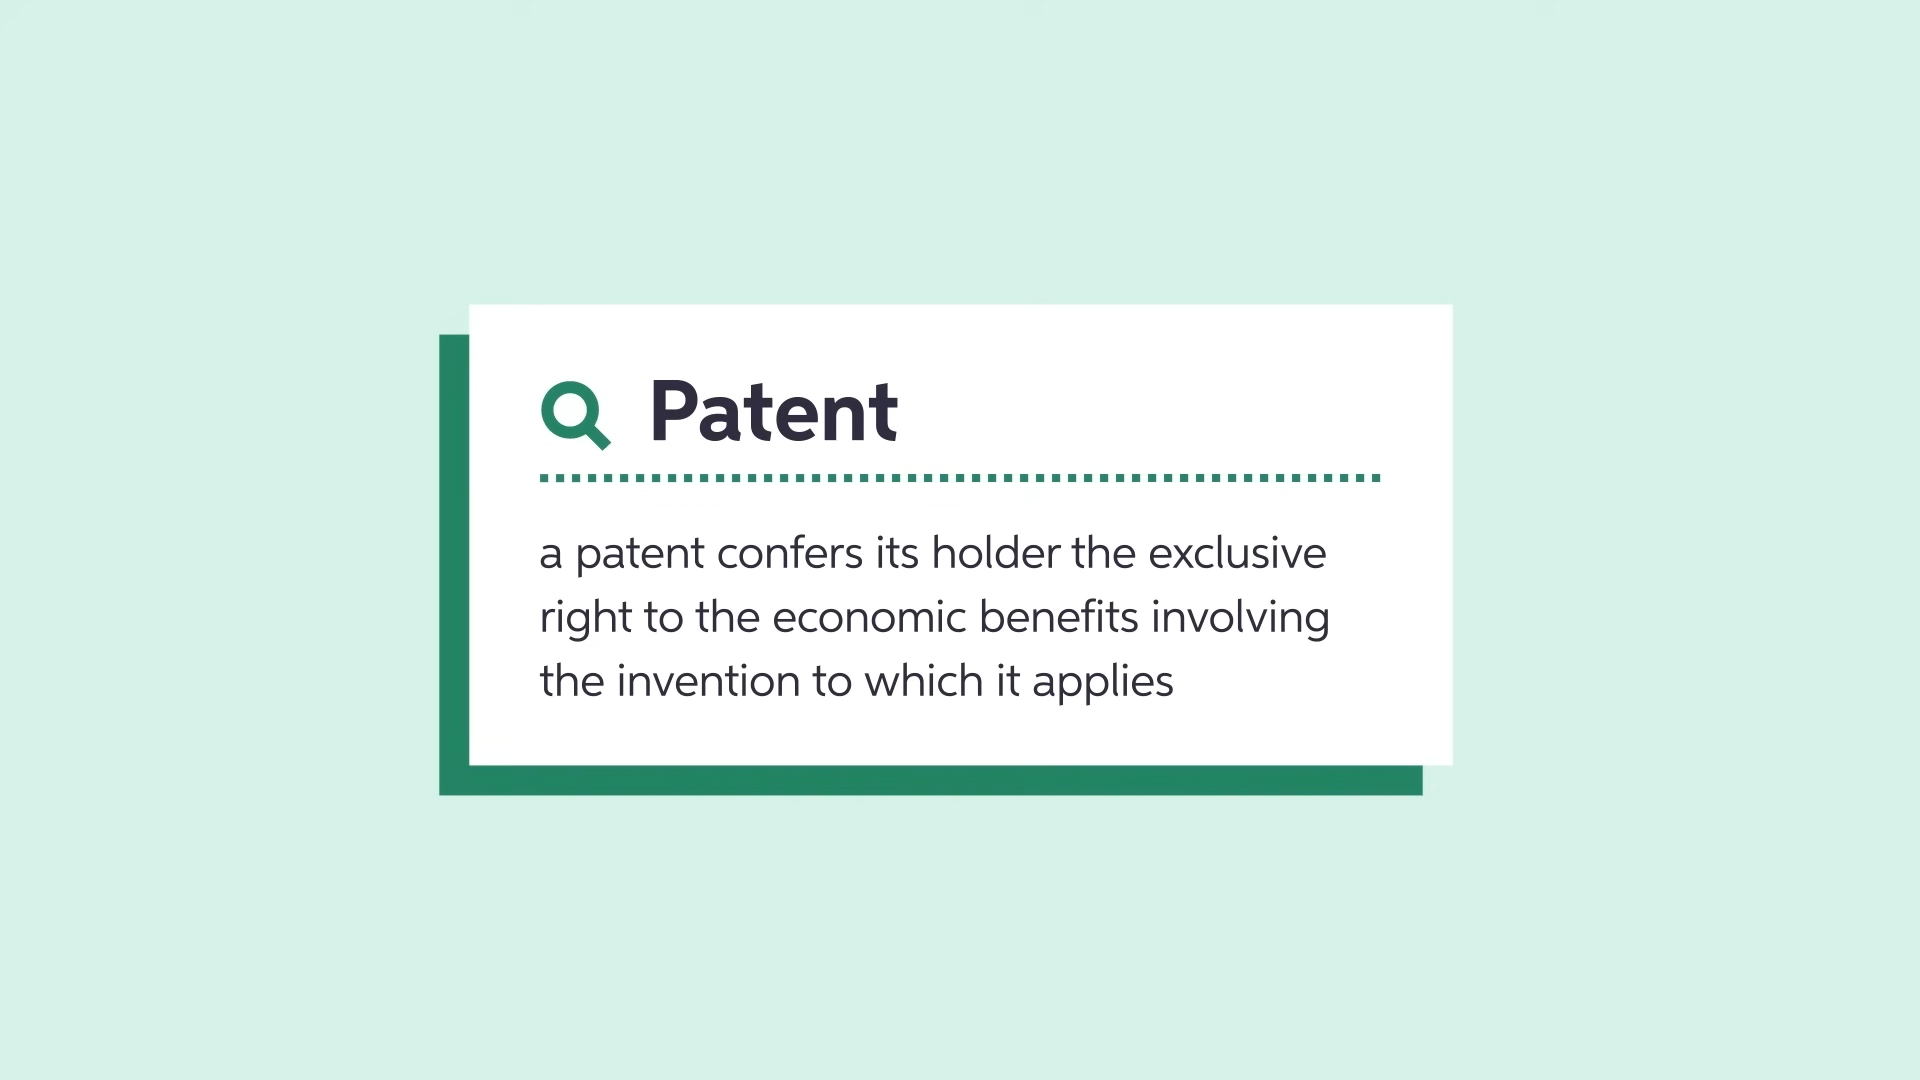 Patent
a patent confers its holder the exclusive
right to the economic benefits involving
the invention to which it applies